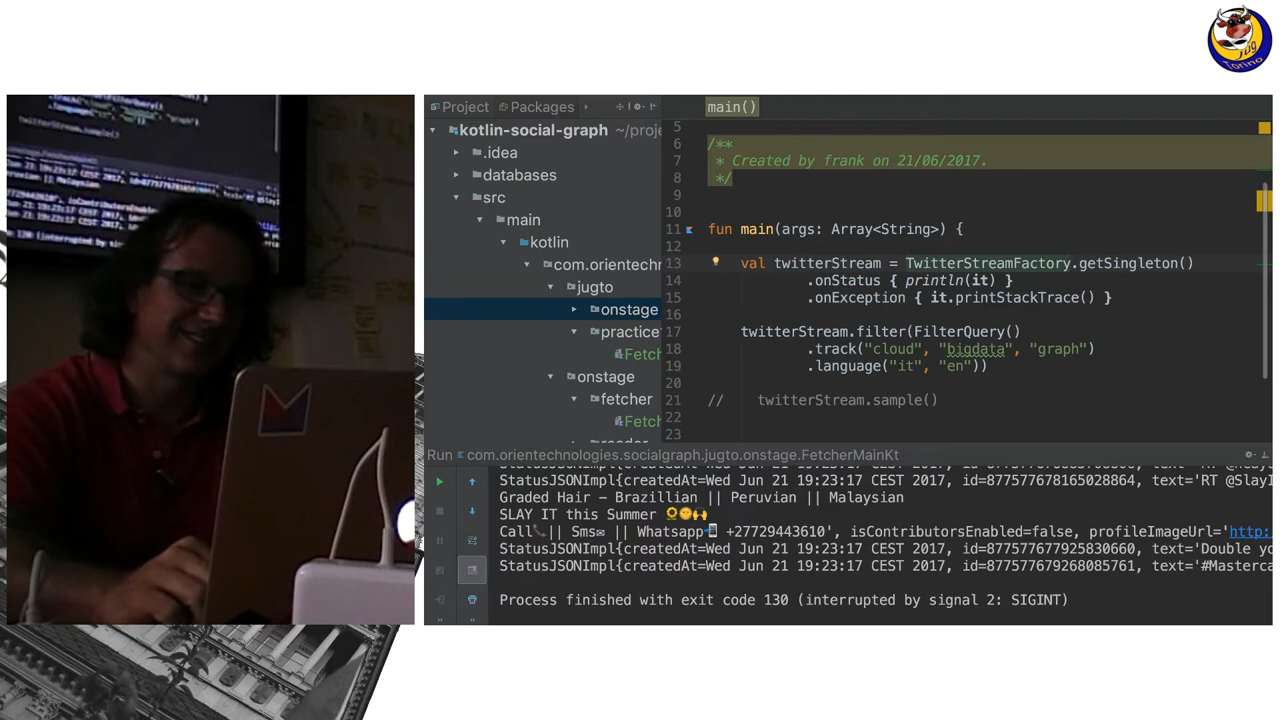 jug
Torino
Project
Packages
main()
kotlin-social-graph ~/proje
.idea
databases
src
main
kotlin
com.orientechn
jugto
onstage
practice
Fetch
onstage
fetcher
Fetch
5
6 /**
7 * Created by frank on 21/06/2017.
8 */
9
10
11 fun main(args: Array<String>) {
12
13 val twitterStream = TwitterStreamFactory.getSingleton()
14 .onStatus { println(it) }
15 .onException { it.printStackTrace() }
16
17 twitterStream.filter(FilterQuery()
18 .track("cloud", "bigdata", "graph")
19 .language("it", "en"))
20
21 // twitterStream.sample()
22
23
Run com.orientechnologies.socialgraph.jugto.onstage.FetcherMainKt
StatusJSONImpl{createdAt=Wed Jun 21 19:23:17 CEST 2017, id=877577678165028864, text='RT @SlayI
Graded Hair – Brazillian || Peruvian || Malaysian
SLAY IT this Summer 🌻🌞🙌
Call📞|| Sms✉ || Whatsapp📲 +27729443610', isContributorsEnabled=false, profileImageUrl='http:
StatusJSONImpl{createdAt=Wed Jun 21 19:23:17 CEST 2017, id=877577677925830660, text='Double yo
StatusJSONImpl{createdAt=Wed Jun 21 19:23:17 CEST 2017, id=877577679268085761, text='#Masterca
Process finished with exit code 130 (interrupted by signal 2: SIGINT)